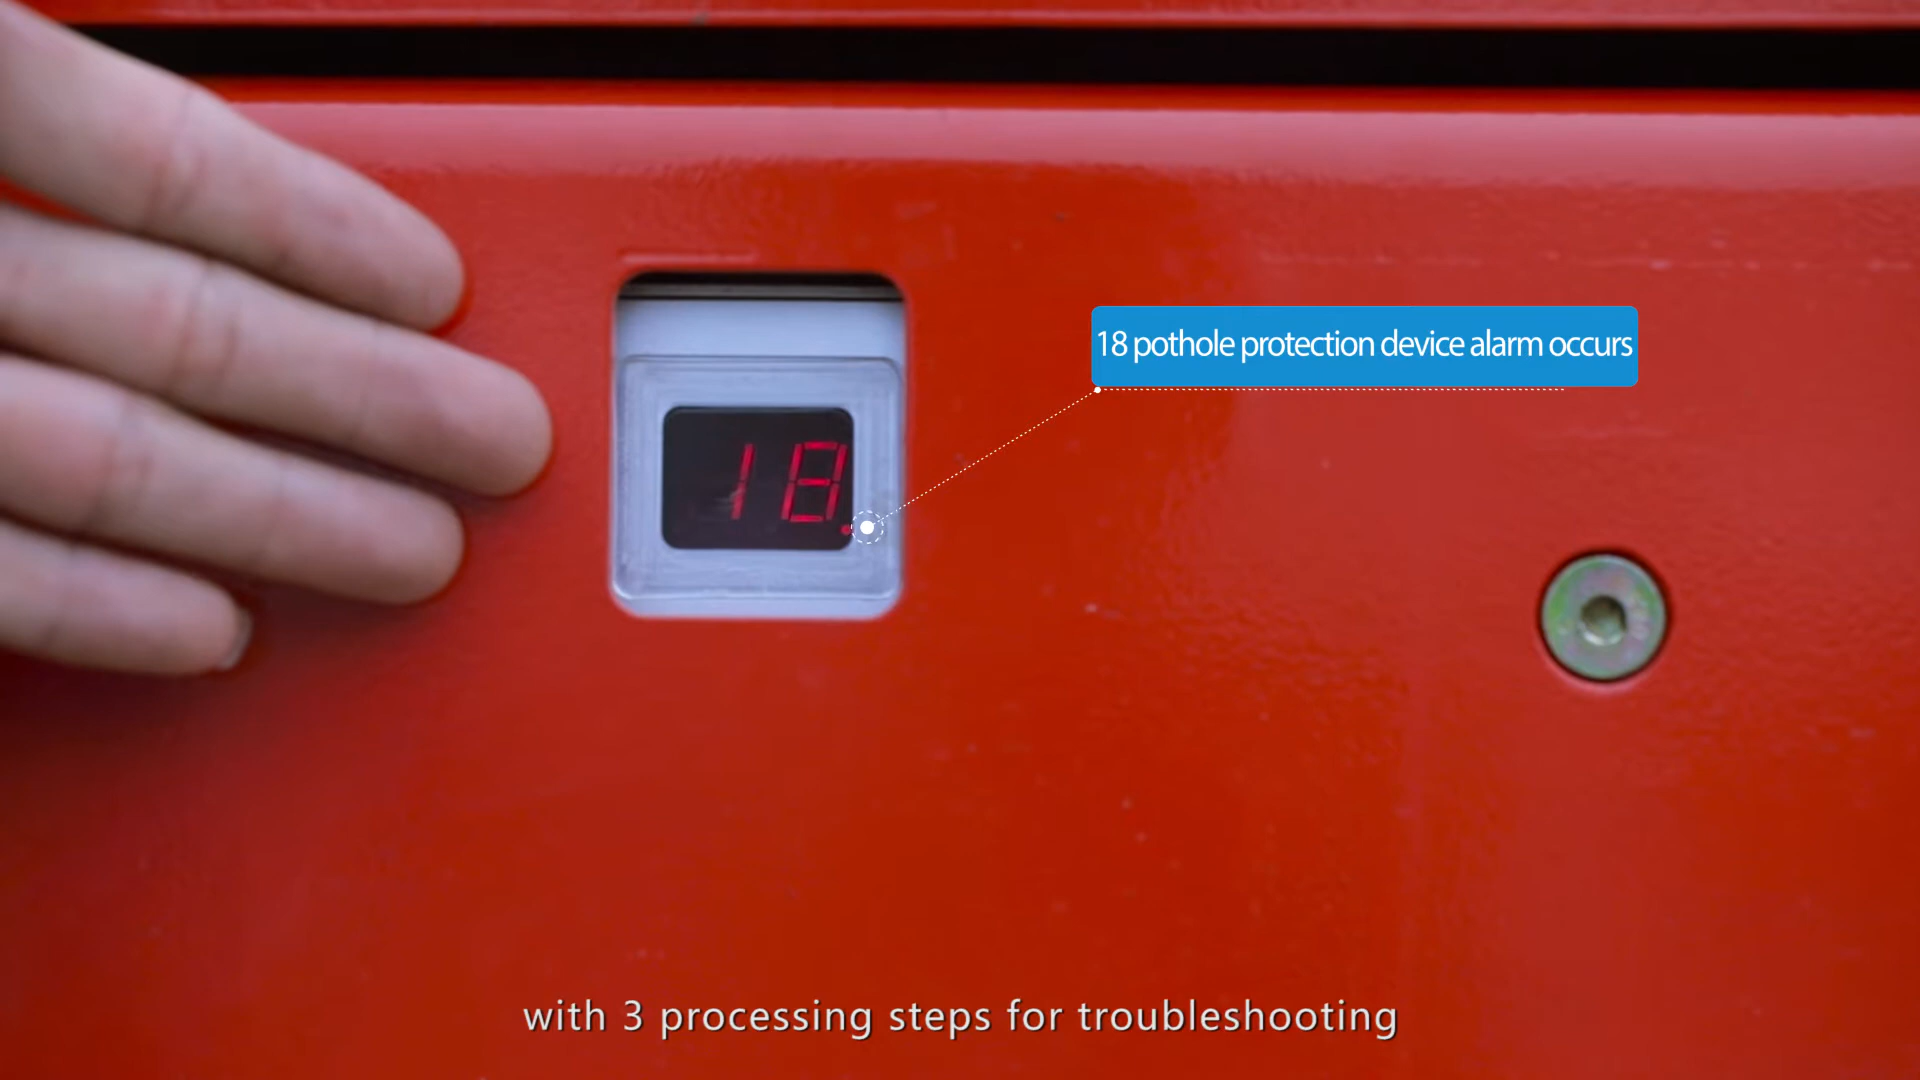 18 pothole protection device alarm occurs
18.
with 3 processing steps for troubleshooting